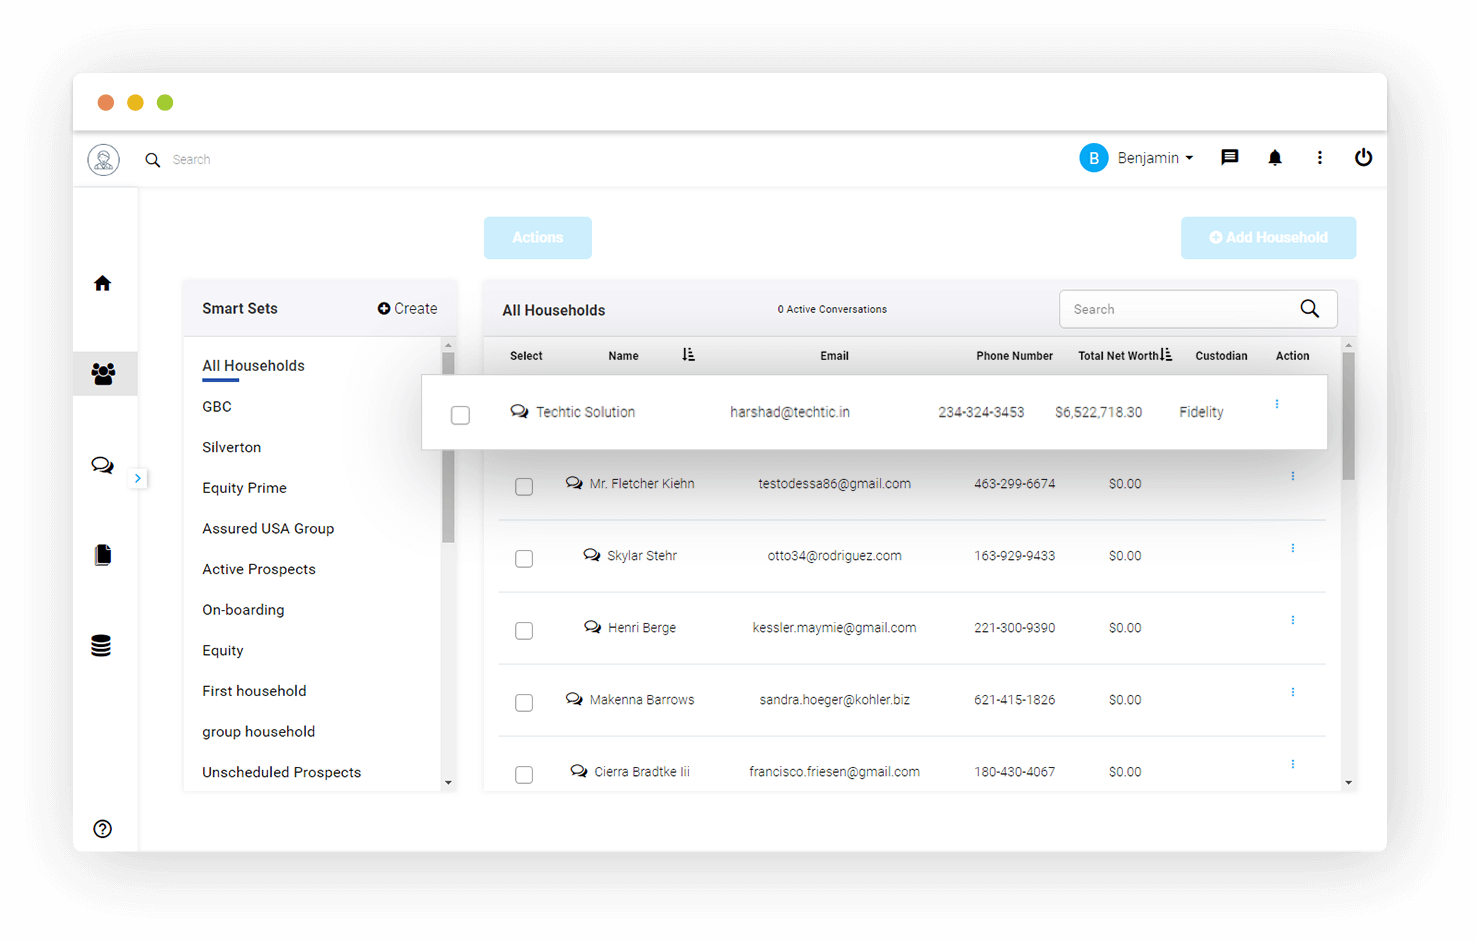 Search
B Benjamin
Actions
Add Household
Smart Sets Create
All Households
GBC
Silverton
Equity Prime
Assured USA Group
Active Prospects
On-boarding
Equity
First household
group household
Unscheduled Prospects
All Households 0 Active Conversations Search
Select Name Email Phone Number Total Net Worth Custodian Action
Techtic Solution harshad@techtic.in 234-324-3453 $6,522,718.30 Fidelity
Mr. Fletcher Kiehn testodessa86@gmail.com 463-299-6674 $0.00
Skylar Stehr otto34@rodriguez.com 163-929-9433 $0.00
Henri Berge kessler.maymie@gmail.com 221-300-9390 $0.00
Makenna Barrows sandra.hoeger@kohler.biz 621-415-1826 $0.00
Cierra Bradtke Iii francisco.friesen@gmail.com 180-430-4067 $0.00